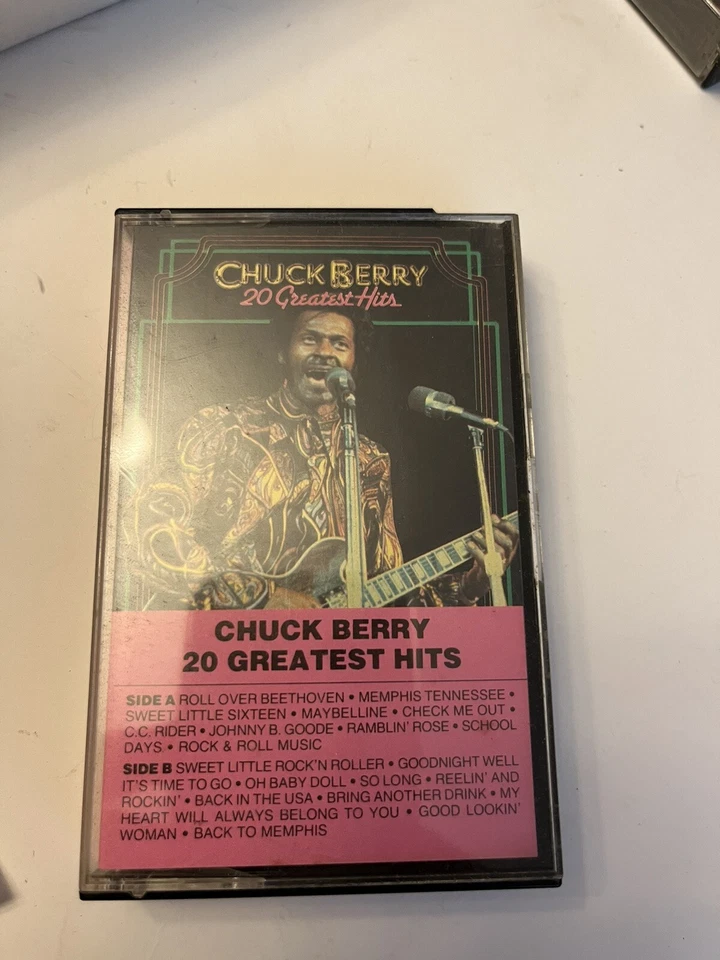 CHUCK BERRY
20 Greatest Hits
CHUCK BERRY
20 GREATEST HITS
SIDE A ROLL OVER BEETHOVEN • MEMPHIS TENNESSEE •
SWEET LITTLE SIXTEEN • MAYBELLINE • CHECK ME OUT •
C.C. RIDER • JOHNNY B. GOODE • RAMBLIN' ROSE • SCHOOL
DAYS • ROCK & ROLL MUSIC
SIDE B SWEET LITTLE ROCK'N ROLLER • GOODNIGHT WELL
IT'S TIME TO GO • OH BABY DOLL • SO LONG • REELIN' AND
ROCKIN' • BACK IN THE USA • BRING ANOTHER DRINK • MY
HEART WILL ALWAYS BELONG TO YOU • GOOD LOOKIN'
WOMAN • BACK TO MEMPHIS